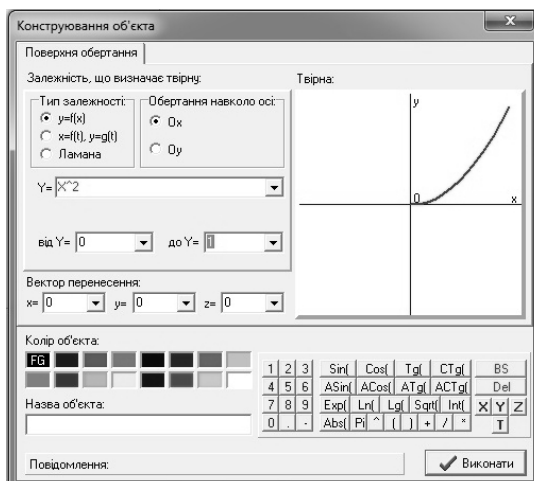 Конструювання об'єкта
Поверхня обертання
Залежність, що визначає твірну:
Твірна:
Тип залежності:
Обертання навколо осі:
y=f(x)
x=f(t), y=g(t)
Ламана
Ox
Oy
Y= X^2
від Y= 0 до Y= 1
y
0
x
Вектор перенесення:
x= 0 y= 0 z= 0
Колір об'єкта:
FG
Назва об'єкта:
1 2 3 Sin( Cos( Tg( CTg( BS
4 5 6 ASin( ACos( ATg( ACTg( Del
7 8 9 Exp( Ln( Lg( Sqrt( Int( X Y Z
0 . - Abs( Pi ^ ( ) + / * T
Повідомлення:
Виконати